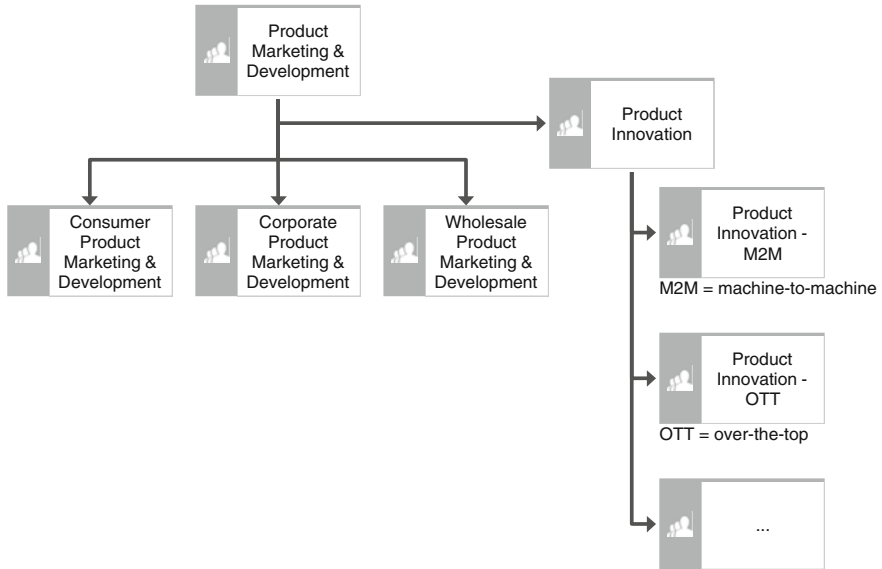 Product
Marketing &
Development
Product
Innovation
Consumer
Product
Marketing &
Development
Corporate
Product
Marketing &
Development
Wholesale
Product
Marketing &
Development
Product
Innovation -
M2M
M2M = machine-to-machine
Product
Innovation -
OTT
OTT = over-the-top
...